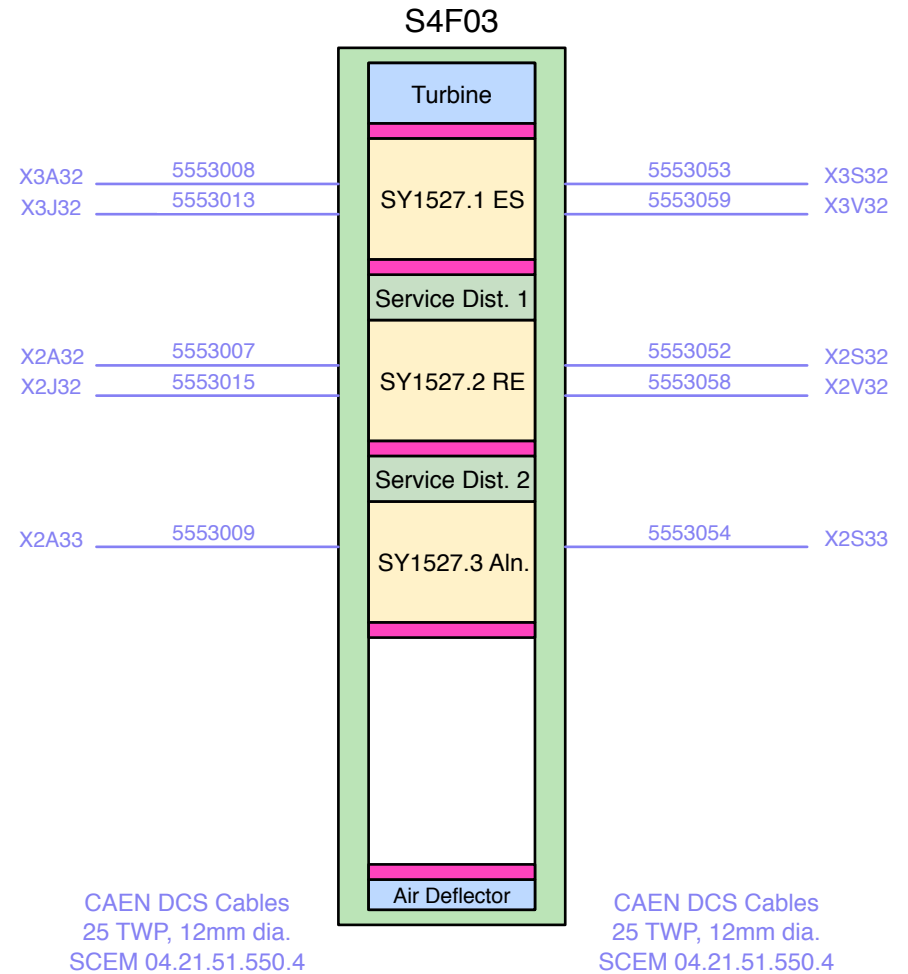 S4F03
Turbine
X3A32 5553008 SY1527.1 ES 5553053 X3S32
X3J32 5553013 5553059 X3V32
Service Dist. 1
X2A32 5553007 SY1527.2 RE 5553052 X2S32
X2J32 5553015 5553058 X2V32
Service Dist. 2
X2A33 5553009 SY1527.3 Aln. 5553054 X2S33
Air Deflector
CAEN DCS Cables
25 TWP, 12mm dia.
SCEM 04.21.51.550.4
CAEN DCS Cables
25 TWP, 12mm dia.
SCEM 04.21.51.550.4